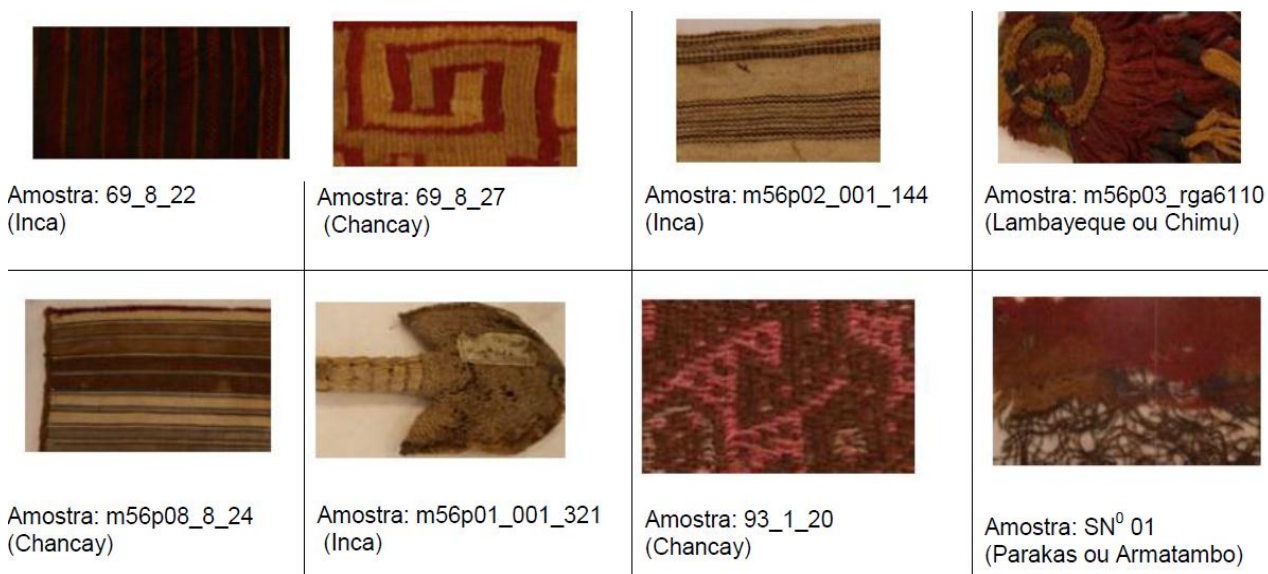 Amostra: 69_8_22
(Inca)
Amostra: 69_8_27
(Chancay)
Amostra: m56p02_001_144
(Inca)
Amostra: m56p03_rga6110
(Lambayeque ou Chimu)
Amostra: m56p08_8_24
(Chancay)
Amostra: m56p01_001_321
(Inca)
Amostra: 93_1_20
(Chancay)
Amostra: SN⁰ 01
(Parakas ou Armatambo)